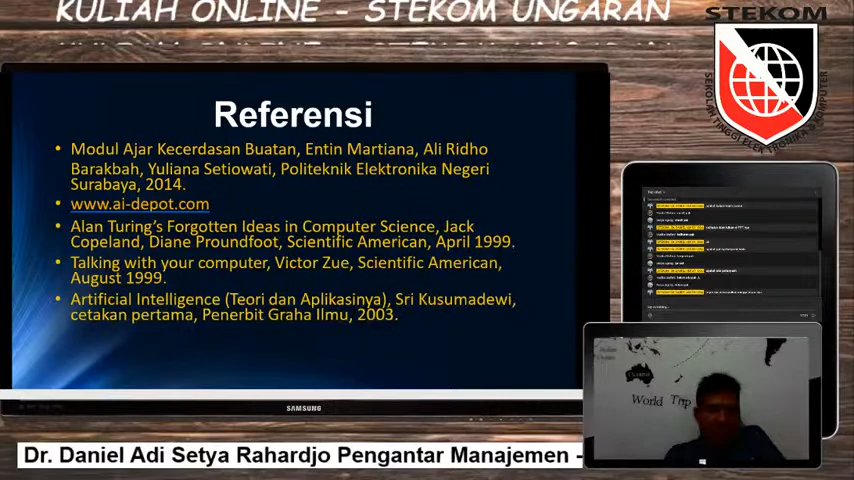 KULIAH ONLINE - STEKOM UNGARAN
STEKOM
SEKOLAH TINGGI ELEKTRONIKA & KOMPUTER
Referensi
• Modul Ajar Kecerdasan Buatan, Entin Martiana, Ali Ridho
Barakbah, Yuliana Setiowati, Politeknik Elektronika Negeri
Surabaya, 2014.
• www.ai-depot.com
• Alan Turing's Forgotten Ideas in Computer Science, Jack
Copeland, Diane Proundfoot, Scientific American, April 1999.
• Talking with your computer, Victor Zue, Scientific American,
August 1999.
• Artificial Intelligence (Teori dan Aplikasinya), Sri Kusumadewi,
cetakan pertama, Penerbit Graha Ilmu, 2003.
SAMSUNG
World Trip
Dr. Daniel Adi Setya Rahardjo Pengantar Manajemen -